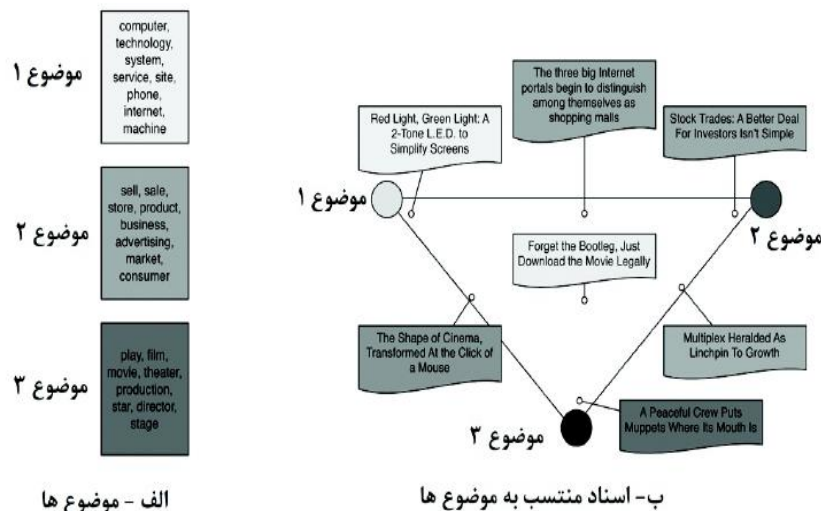 موضوع ۱
computer,
technology,
system,
service, site,
phone,
internet,
machine
موضوع ۲
sell, sale,
store, product,
business,
advertising,
market,
consumer
موضوع ۳
play, film,
movie, theater,
production,
star, director,
stage
الف - موضوع ها
Red Light, Green Light: A
2-Tone L.E.D. to
Simplify Screens
The three big Internet
portals begin to distinguish
among themselves as
shopping malls
Stock Trades: A Better Deal
For Investors Isn't Simple
موضوع ۱
موضوع ۲
Forget the Bootleg, Just
Download the Movie Legally
The Shape of Cinema,
Transformed At the Click of
a Mouse
Multiplex Heralded As
Linchpin To Growth
موضوع ۳
A Peaceful Crew Puts
Muppets Where Its Mouth Is
ب- اسناد منتسب به موضوع ها